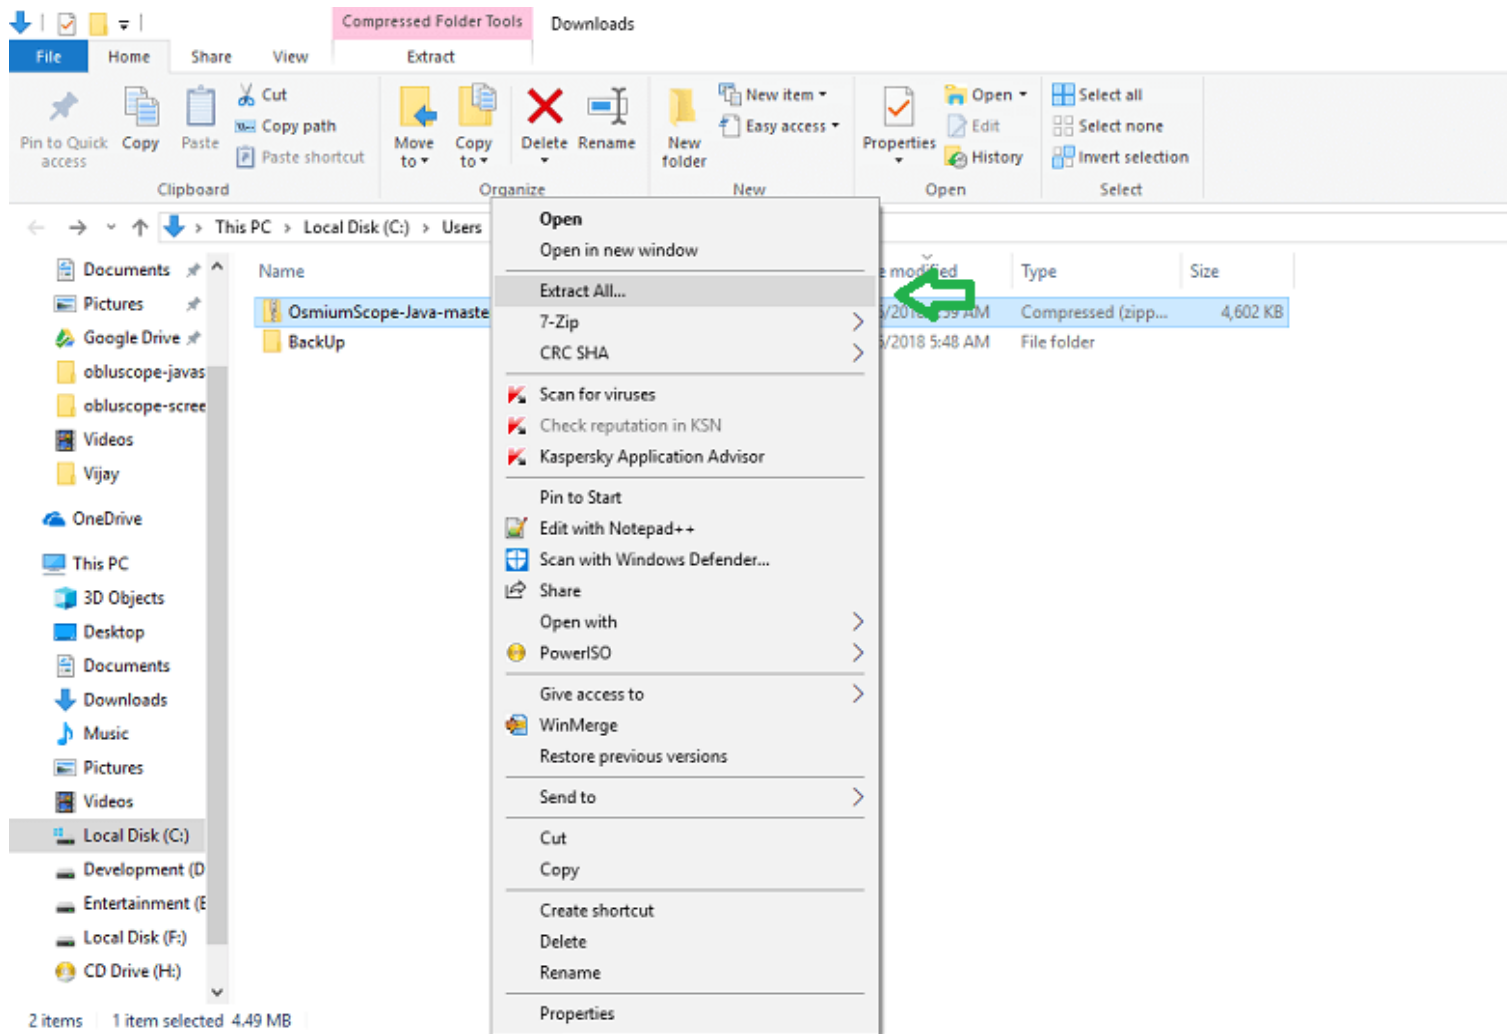 Compressed Folder Tools Downloads
File Home Share View Extract
Pin to Quick access
Copy
Paste
Cut
Copy path
Paste shortcut
Clipboard
Move to
Copy to
Delete
Rename
Organize
New folder
New item
Easy access
New
Properties
Open
Edit
History
Open
Select all
Select none
Invert selection
Select
This PC > Local Disk (C:) > Users
Documents
Pictures
Google Drive
obluscope-javas
obluscope-scree
Videos
Vijay
OneDrive
This PC
3D Objects
Desktop
Documents
Downloads
Music
Pictures
Videos
Local Disk (C:)
Development (D
Entertainment (E
Local Disk (F:)
CD Drive (H:)
Name modified Type Size
OsmiumScope-Java-maste AM Compressed (zipp... 4,602 KB
BackUp /2018 5:48 AM File folder
Open
Open in new window
Extract All...
7-Zip
CRC SHA
Scan for viruses
Check reputation in KSN
Kaspersky Application Advisor
Pin to Start
Edit with Notepad++
Scan with Windows Defender...
Share
Open with
PowerISO
Give access to
WinMerge
Restore previous versions
Send to
Cut
Copy
Create shortcut
Delete
Rename
Properties
2 items 1 item selected 4.49 MB